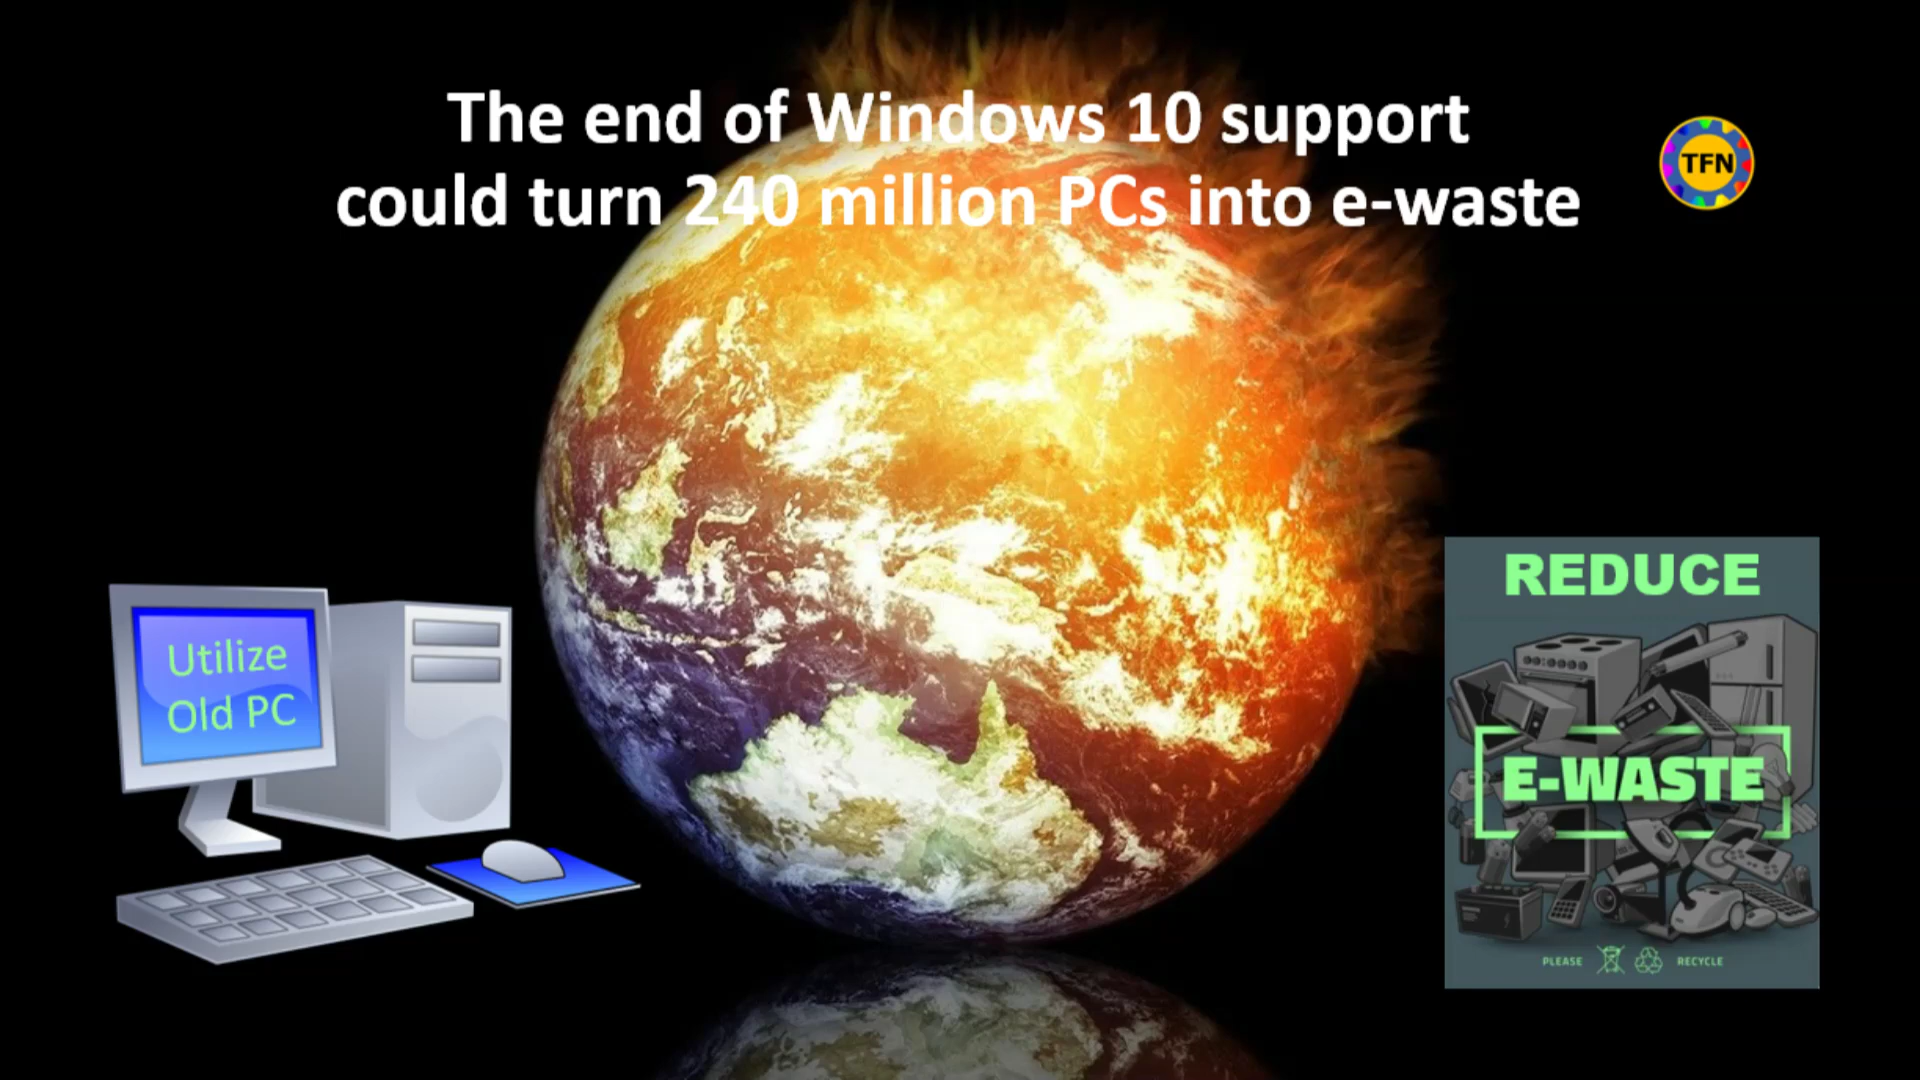 The end of Windows 10 support
could turn 240 million PCs into e-waste
TFN
Utilize
Old PC
REDUCE
E-WASTE
PLEASE RECYCLE